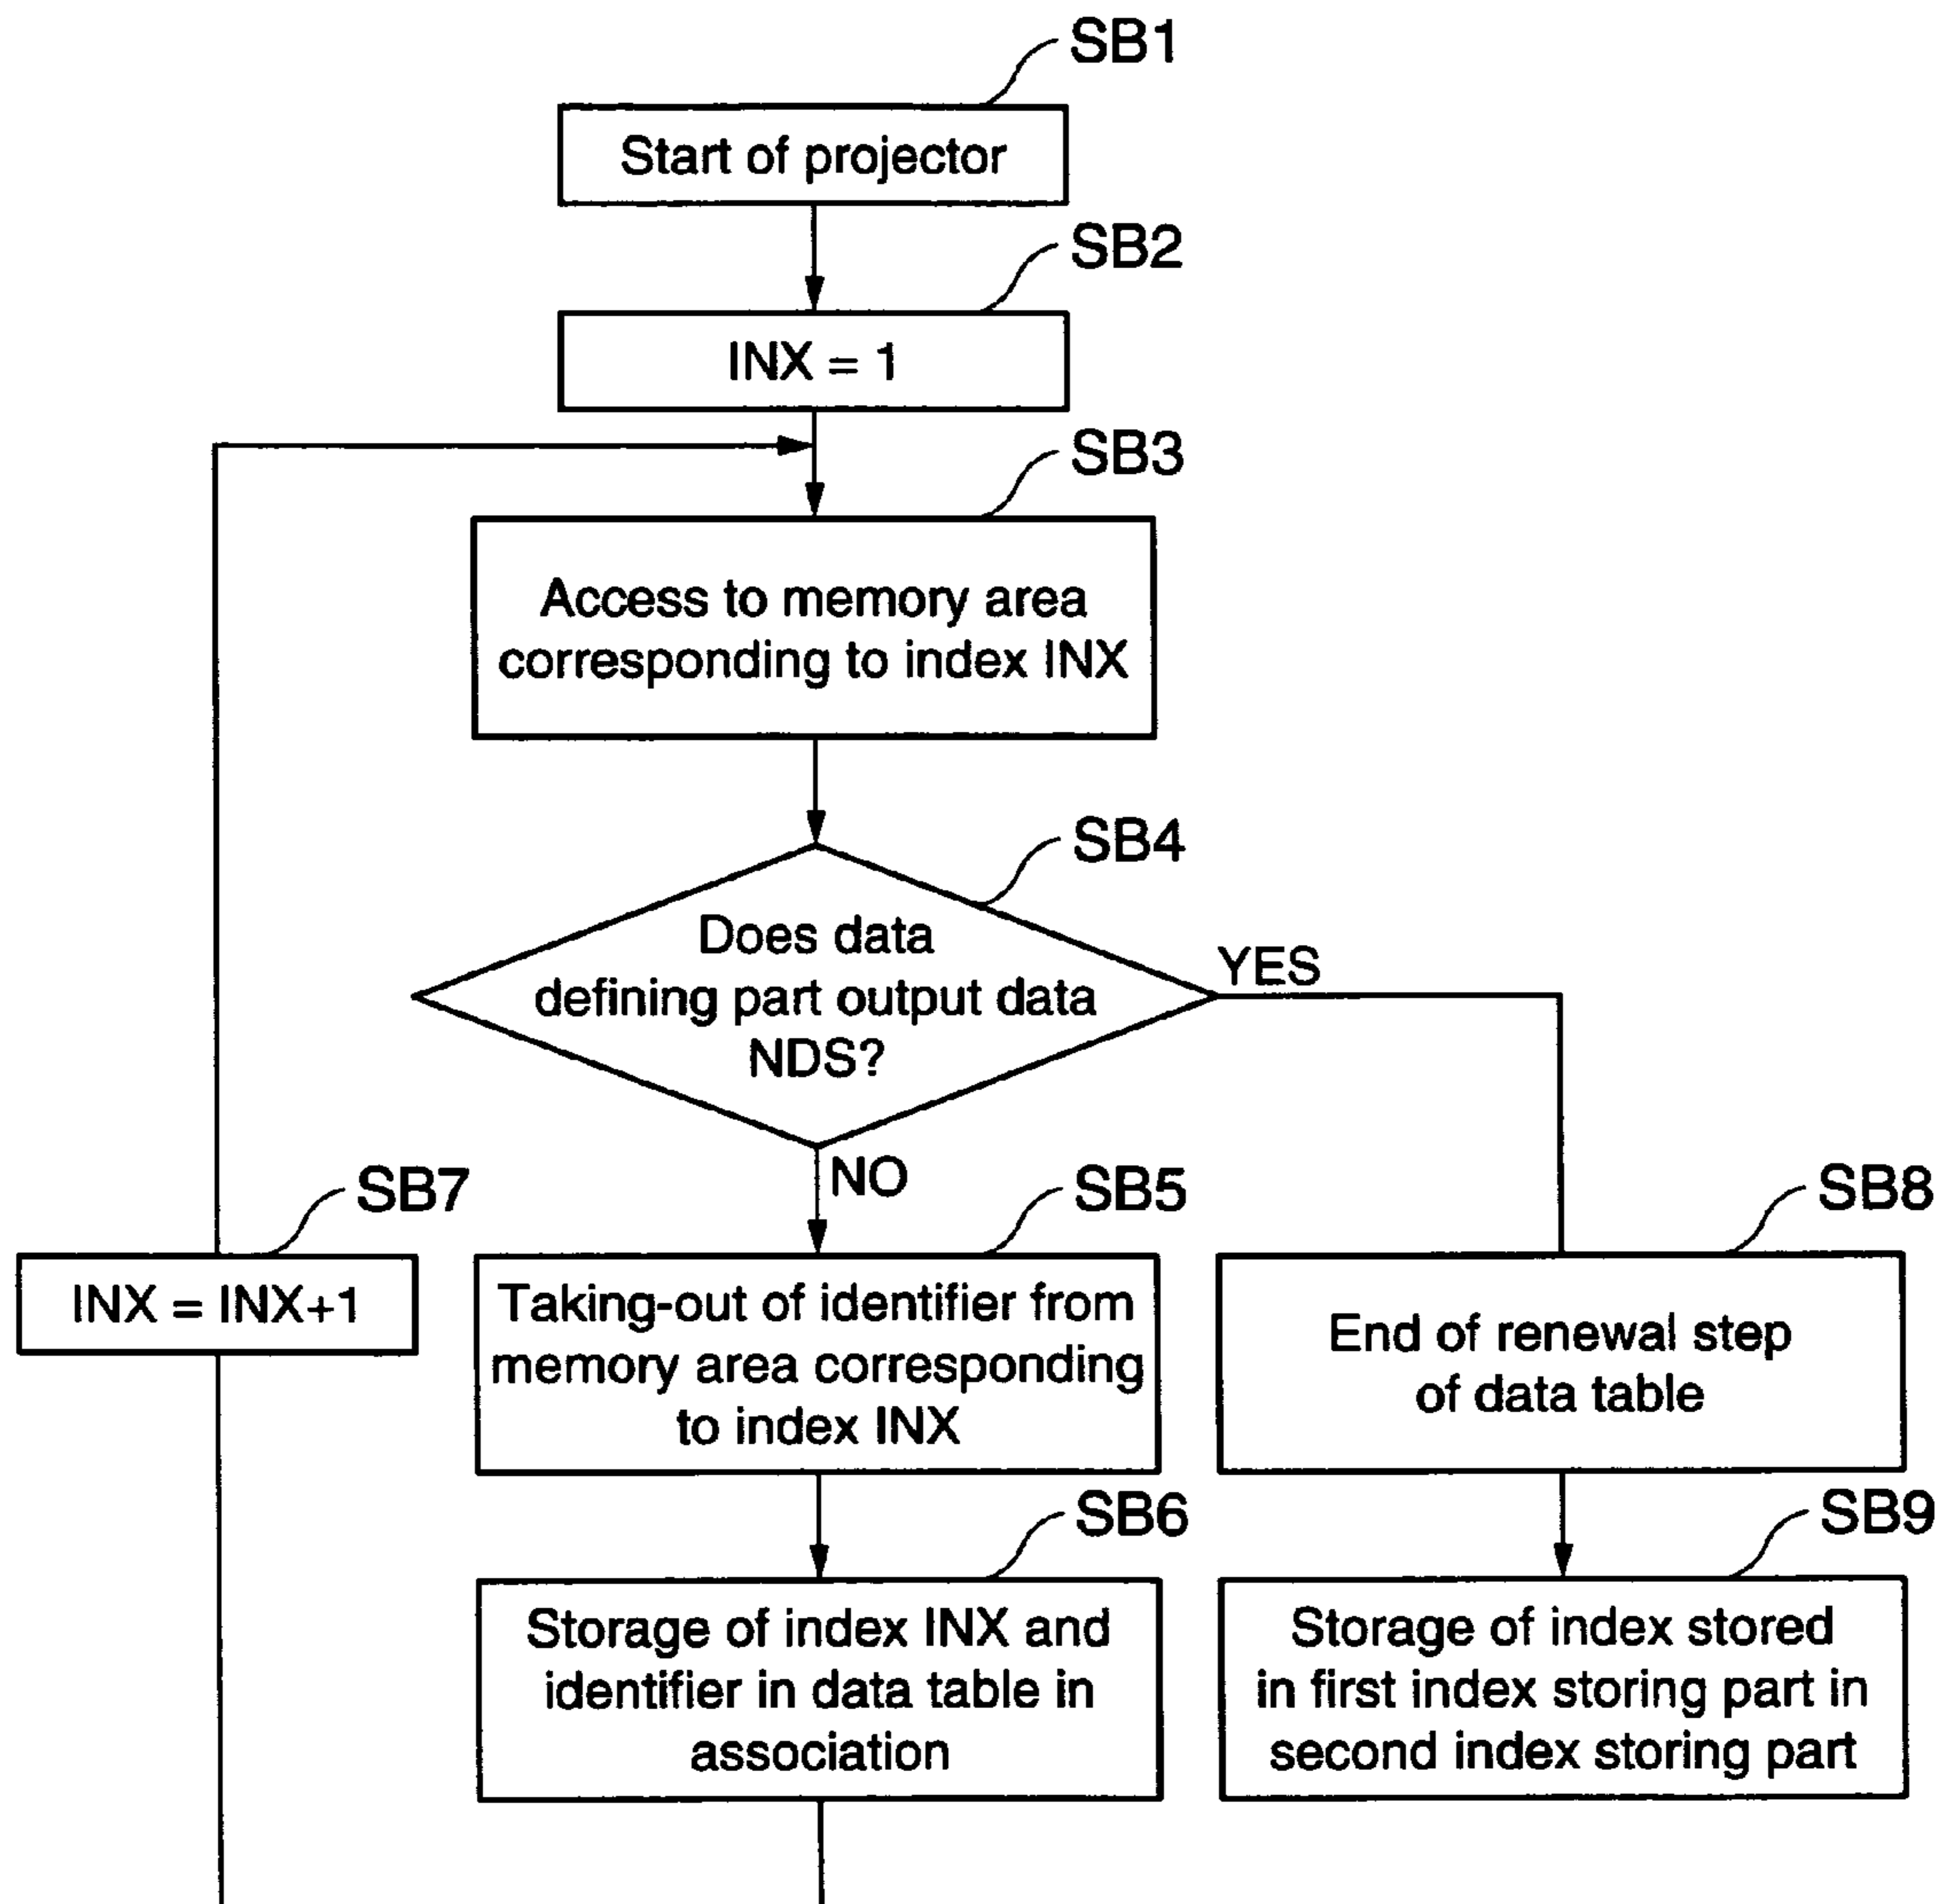 SB1
Start of projector
SB2
INX = 1
SB3
Access to memory area
corresponding to index INX
SB4
Does data
defining part output data
NDS?
YES
NO
SB7
INX = INX+1
SB5
Taking-out of identifier from
memory area corresponding
to index INX
SB8
End of renewal step
of data table
SB6
Storage of index INX and
identifier in data table in
association
SB9
Storage of index stored
in first index storing part in
second index storing part